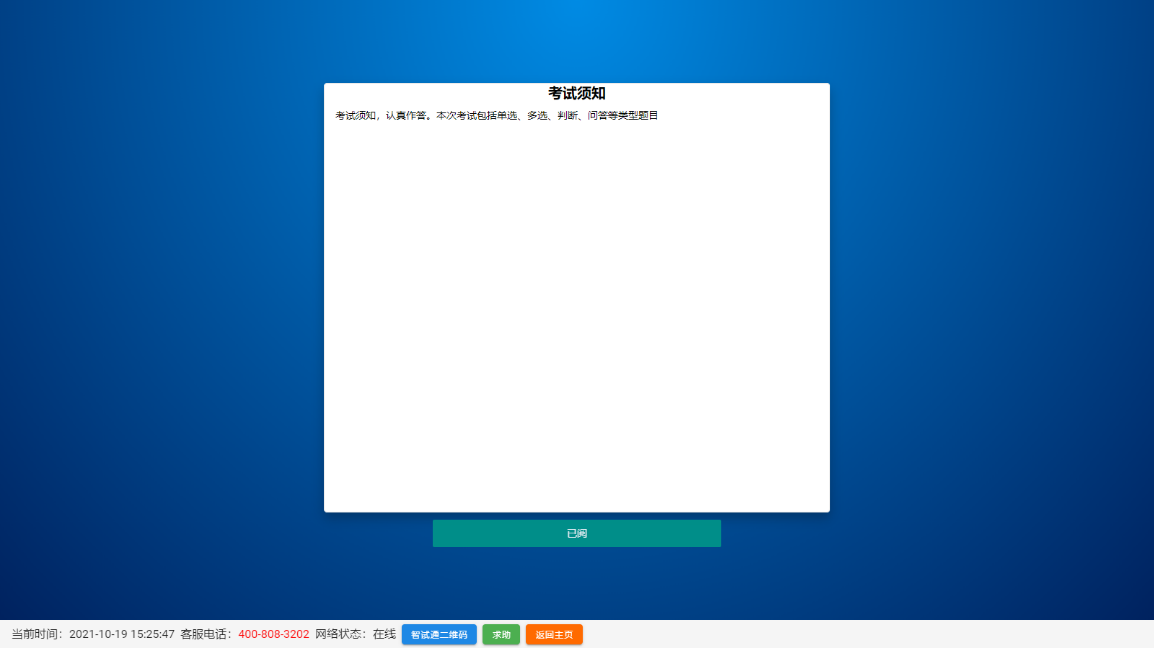 考试须知
考试须知，认真作答。本次考试包括单选、多选、判断、问答等类型题目
已阅
当前时间：2021-10-19 15:25:47 客服电话：400-808-3202 网络状态：在线 智试通二维码 求助 返回主页